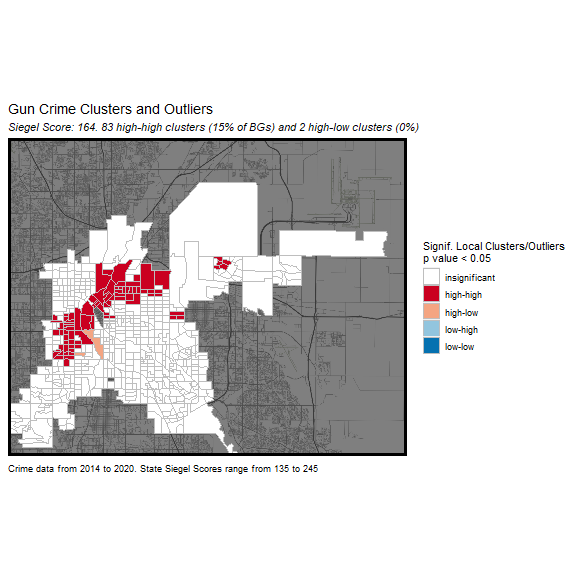 Gun Crime Clusters and Outliers
Siegel Score: 164. 83 high-high clusters (15% of BGs) and 2 high-low clusters (0%)
Signif. Local Clusters/Outliers
p value < 0.05
insignificant
high-high
high-low
low-high
low-low
Crime data from 2014 to 2020. State Siegel Scores range from 135 to 245